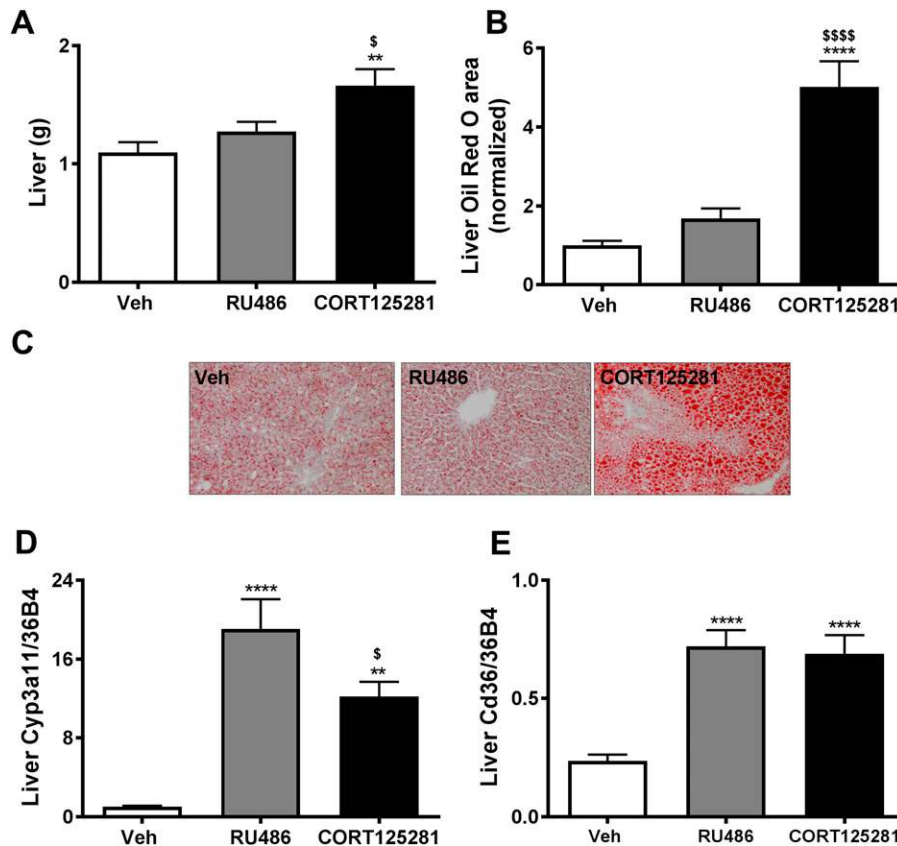 A
Liver (g)
2
1
0
$
**
Veh RU486 CORT125281
B
Liver Oil Red O area
(normalized)
6
4
2
0
$$$$
****
Veh RU486 CORT125281
C
Veh RU486 CORT125281
D
Liver Cyp3a11/36B4
24
16
8
0
****
$
**
Veh RU486 CORT125281
E
Liver Cd36/36B4
1.0
0.5
0.0
**** ****
Veh RU486 CORT125281